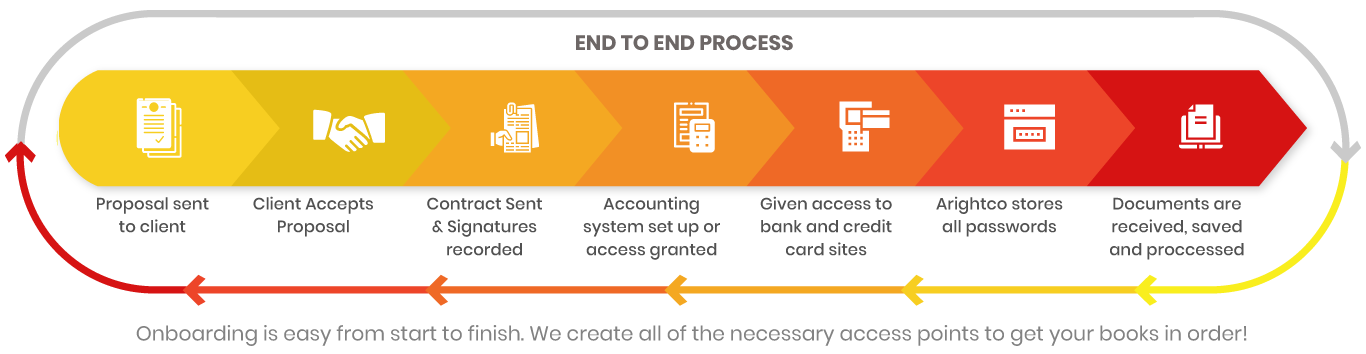 END TO END PROCESS
Proposal sent
to client
Client Accepts
Proposal
Contract Sent
& Signatures
recorded
Accounting
system set up or
access granted
Given access to
bank and credit
card sites
Arightco stores
all passwords
Documents are
received, saved
and proccessed
Onboarding is easy from start to finish. We create all of the necessary access points to get your books in order!